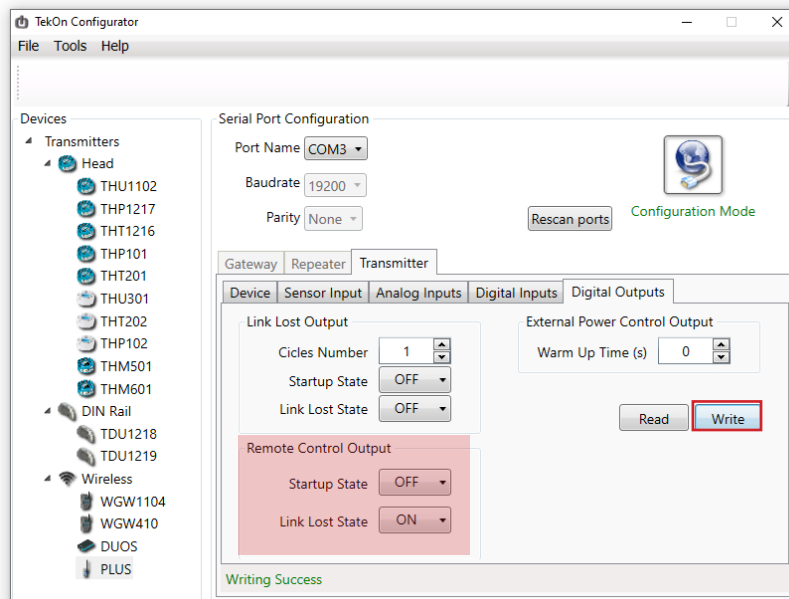 TekOn Configurator
File Tools Help
Devices
Transmitters
Head
THU1102
THP1217
THT1216
THP101
THT201
THU301
THT202
THP102
THM501
THM601
DIN Rail
TDU1218
TDU1219
Wireless
WGW1104
WGW410
DUOS
PLUS
Serial Port Configuration
Port Name COM3
Baudrate 19200
Parity None
Rescan ports
Configuration Mode
Gateway Repeater Transmitter
Device Sensor Input Analog Inputs Digital Inputs Digital Outputs
Link Lost Output
Cicles Number 1
Startup State OFF
Link Lost State OFF
External Power Control Output
Warm Up Time (s) 0
Read Write
Remote Control Output
Startup State OFF
Link Lost State ON
Writing Success